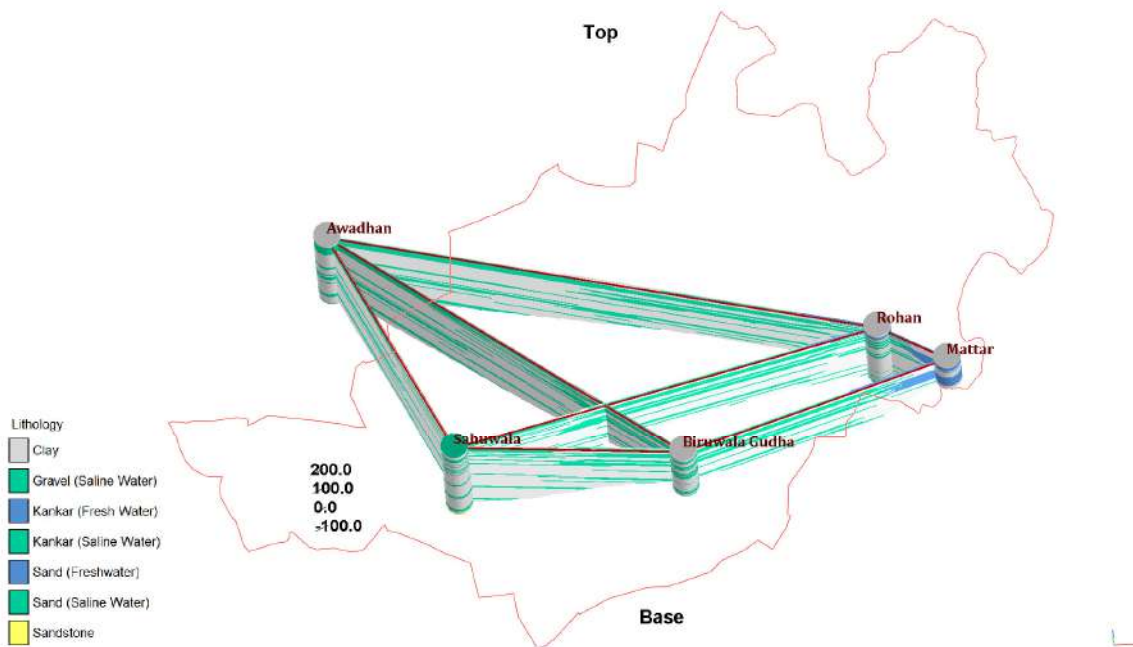 Top
Awadhan
Rohan
Mattar
Sahuwala
Biruwala Gudha
Lithology
Clay
Gravel (Saline Water)
Kankar (Fresh Water)
Kankar (Saline Water)
Sand (Freshwater)
Sand (Saline Water)
Sandstone
200.0
100.0
0.0
-100.0
Base